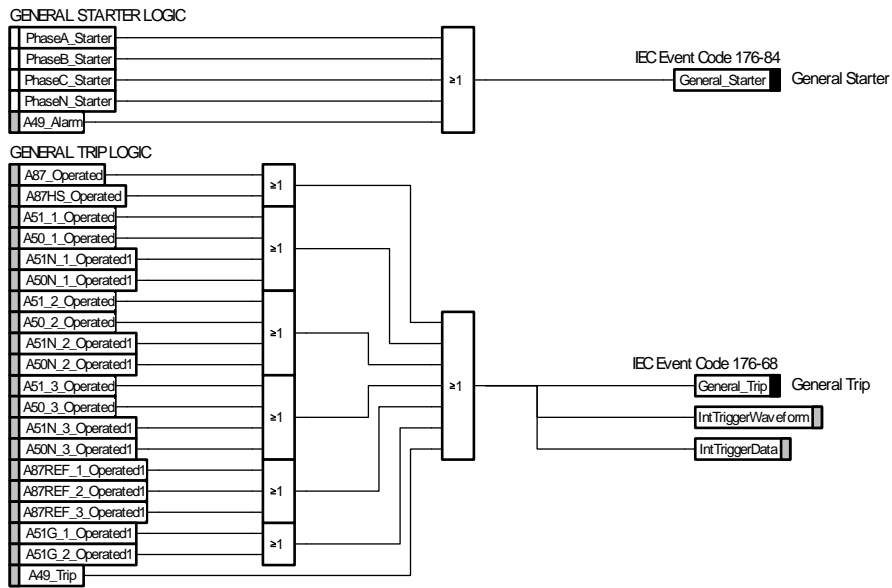 GENERAL STARTER LOGIC
PhaseA_Starter
PhaseB_Starter
PhaseC_Starter
PhaseN_Starter
A49_Alarm
≥1
IEC Event Code 176-84
General_Starter General Starter
GENERAL TRIP LOGIC
A87_Operated
A87HS_Operated
≥1
A51_1_Operated
A50_1_Operated
A51N_1_Operated1
A50N_1_Operated1
≥1
A51_2_Operated
A50_2_Operated
A51N_2_Operated1
A50N_2_Operated1
≥1
A51_3_Operated
A50_3_Operated
A51N_3_Operated1
A50N_3_Operated1
≥1
A87REF_1_Operated1
A87REF_2_Operated1
A87REF_3_Operated1
≥1
A51G_1_Operated1
A51G_2_Operated1
≥1
A49_Trip
≥1
IEC Event Code 176-68
General_Trip General Trip
IntTriggerWaveform
IntTriggerData